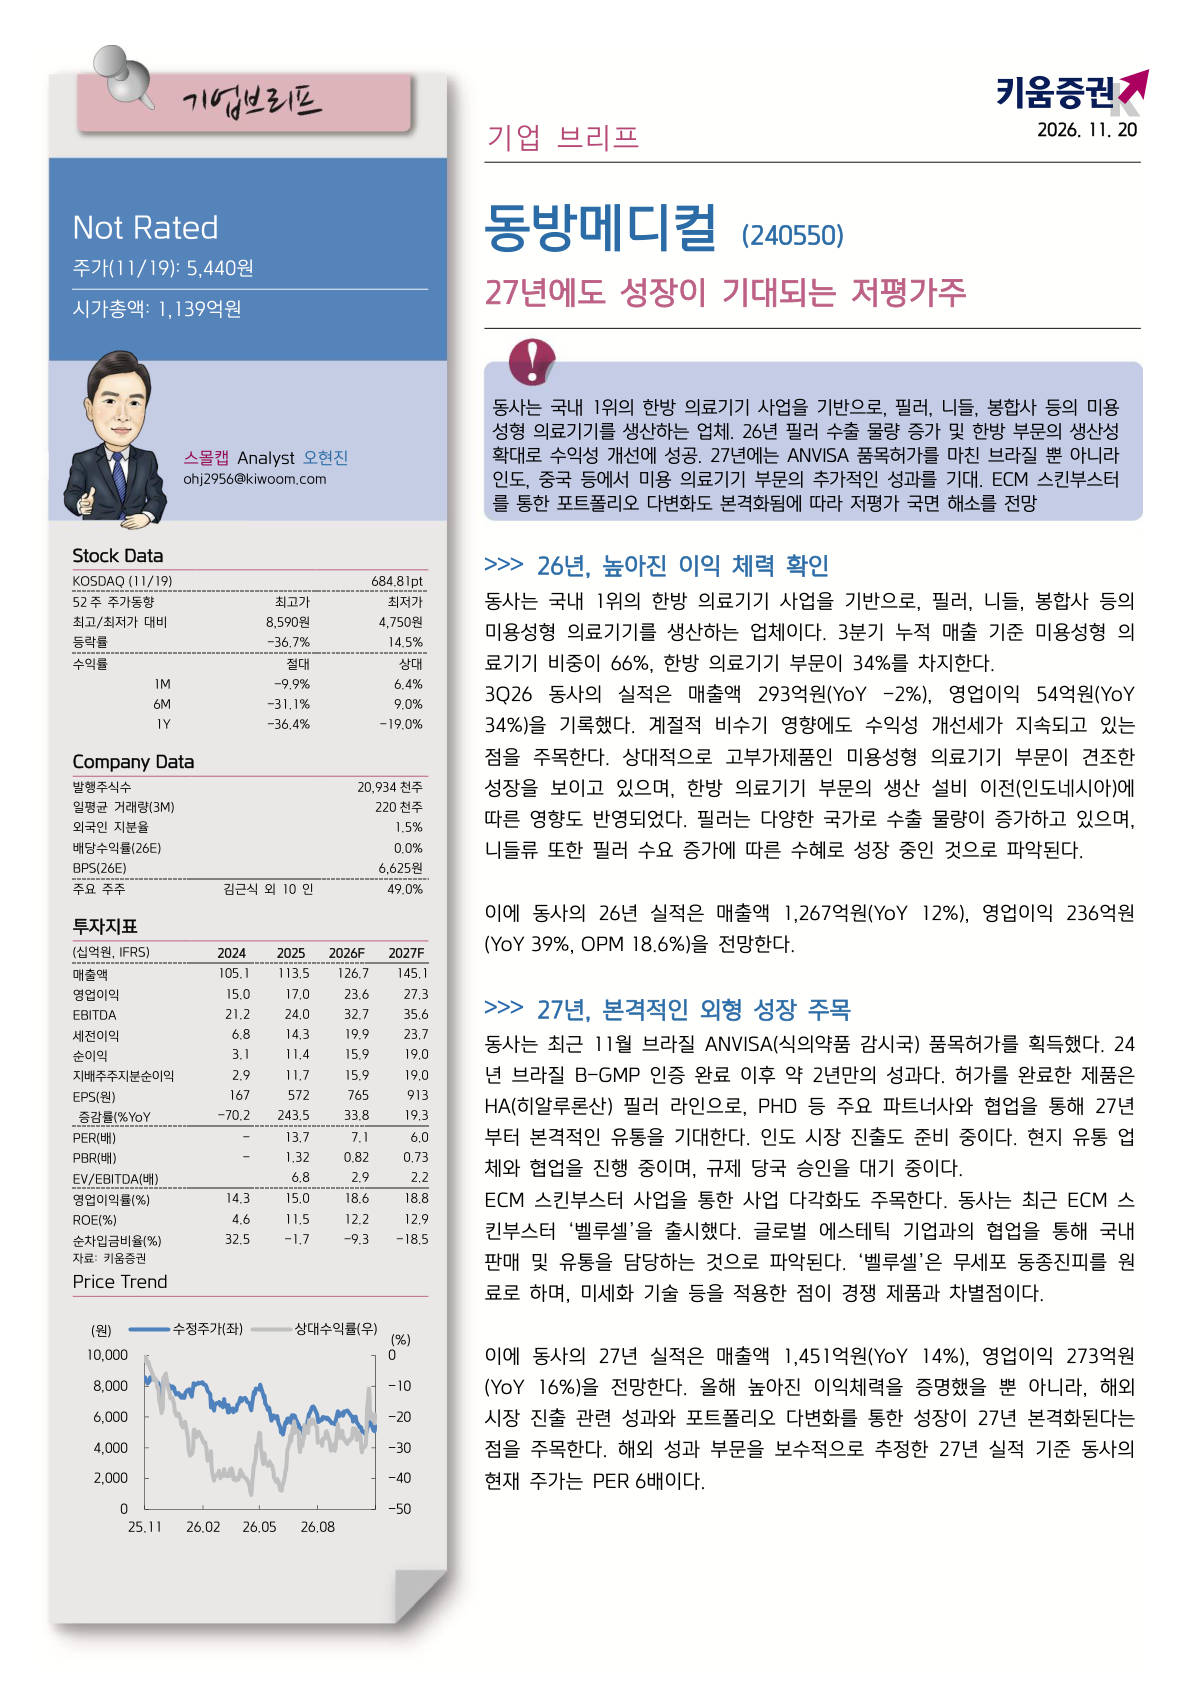 기업브리프
키움증권
2026. 11. 20
기업 브리프
Not Rated
주가(11/19): 5,440원
시가총액: 1,139억원
스몰캡 Analyst 오현진
ohj2956@kiwoom.com
Stock Data
KOSDAQ (11/19) 684.81pt
52주 주가동향 최고가 최저가
최고/최저가 대비 8,590원 4,750원
등락률 -36.7% 14.5%
수익률 절대 상대
1M -9.9% 6.4%
6M -31.1% 9.0%
1Y -36.4% -19.0%
Company Data
발행주식수 20,934 천주
일평균 거래량(3M) 220 천주
외국인 지분율 1.5%
배당수익률(26E) 0.0%
BPS(26E) 6,625원
주요 주주 김근식 외 10 인 49.0%
투자지표
(십억원, IFRS) 2024 2025 2026F 2027F
매출액 105.1 113.5 126.7 145.1
영업이익 15.0 17.0 23.6 27.3
EBITDA 21.2 24.0 32.7 35.6
세전이익 6.8 14.3 19.9 23.7
순이익 3.1 11.4 15.9 19.0
지배주주지분순이익 2.9 11.7 15.9 19.0
EPS(원) 167 572 765 913
증감률(%YoY -70.2 243.5 33.8 19.3
PER(배) - 13.7 7.1 6.0
PBR(배) - 1.32 0.82 0.73
EV/EBITDA(배) 6.8 2.9 2.2
영업이익률(%) 14.3 15.0 18.6 18.8
ROE(%) 4.6 11.5 12.2 12.9
순차입금비율(%) 32.5 -1.7 -9.3 -18.5
자료: 키움증권
Price Trend
(원) 수정주가(좌) 상대수익률(우) (%)
10,000 0
8,000 -10
6,000 -20
4,000 -30
2,000 -40
0 -50
25.11 26.02 26.05 26.08
동방메디컬 (240550)
27년에도 성장이 기대되는 저평가주
동사는 국내 1위의 한방 의료기기 사업을 기반으로, 필러, 니들, 봉합사 등의 미용
성형 의료기기를 생산하는 업체. 26년 필러 수출 물량 증가 및 한방 부문의 생산성
확대로 수익성 개선에 성공. 27년에는 ANVISA 품목허가를 마친 브라질 뿐 아니라
인도, 중국 등에서 미용 의료기기 부문의 추가적인 성과를 기대. ECM 스킨부스터
를 통한 포트폴리오 다변화도 본격화됨에 따라 저평가 국면 해소를 전망
>>> 26년, 높아진 이익 체력 확인
동사는 국내 1위의 한방 의료기기 사업을 기반으로, 필러, 니들, 봉합사 등의
미용성형 의료기기를 생산하는 업체이다. 3분기 누적 매출 기준 미용성형 의
료기기 비중이 66%, 한방 의료기기 부문이 34%를 차지한다.
3Q26 동사의 실적은 매출액 293억원(YoY -2%), 영업이익 54억원(YoY
34%)을 기록했다. 계절적 비수기 영향에도 수익성 개선세가 지속되고 있는
점을 주목한다. 상대적으로 고부가제품인 미용성형 의료기기 부문이 견조한
성장을 보이고 있으며, 한방 의료기기 부문의 생산 설비 이전(인도네시아)에
따른 영향도 반영되었다. 필러는 다양한 국가로 수출 물량이 증가하고 있으며,
니들류 또한 필러 수요 증가에 따른 수혜로 성장 중인 것으로 파악된다.
이에 동사의 26년 실적은 매출액 1,267억원(YoY 12%), 영업이익 236억원
(YoY 39%, OPM 18.6%)을 전망한다.
>>> 27년, 본격적인 외형 성장 주목
동사는 최근 11월 브라질 ANVISA(식의약품 감시국) 품목허가를 획득했다. 24
년 브라질 B-GMP 인증 완료 이후 약 2년만의 성과다. 허가를 완료한 제품은
HA(히알루론산) 필러 라인으로, PHD 등 주요 파트너사와 협업을 통해 27년
부터 본격적인 유통을 기대한다. 인도 시장 진출도 준비 중이다. 현지 유통 업
체와 협업을 진행 중이며, 규제 당국 승인을 대기 중이다.
ECM 스킨부스터 사업을 통한 사업 다각화도 주목한다. 동사는 최근 ECM 스
킨부스터 ‘벨루셀’을 출시했다. 글로벌 에스테틱 기업과의 협업을 통해 국내
판매 및 유통을 담당하는 것으로 파악된다. ‘벨루셀’은 무세포 동종진피를 원
료로 하며, 미세화 기술 등을 적용한 점이 경쟁 제품과 차별점이다.
이에 동사의 27년 실적은 매출액 1,451억원(YoY 14%), 영업이익 273억원
(YoY 16%)을 전망한다. 올해 높아진 이익체력을 증명했을 뿐 아니라, 해외
시장 진출 관련 성과와 포트폴리오 다변화를 통한 성장이 27년 본격화된다는
점을 주목한다. 해외 성과 부문을 보수적으로 추정한 27년 실적 기준 동사의
현재 주가는 PER 6배이다.